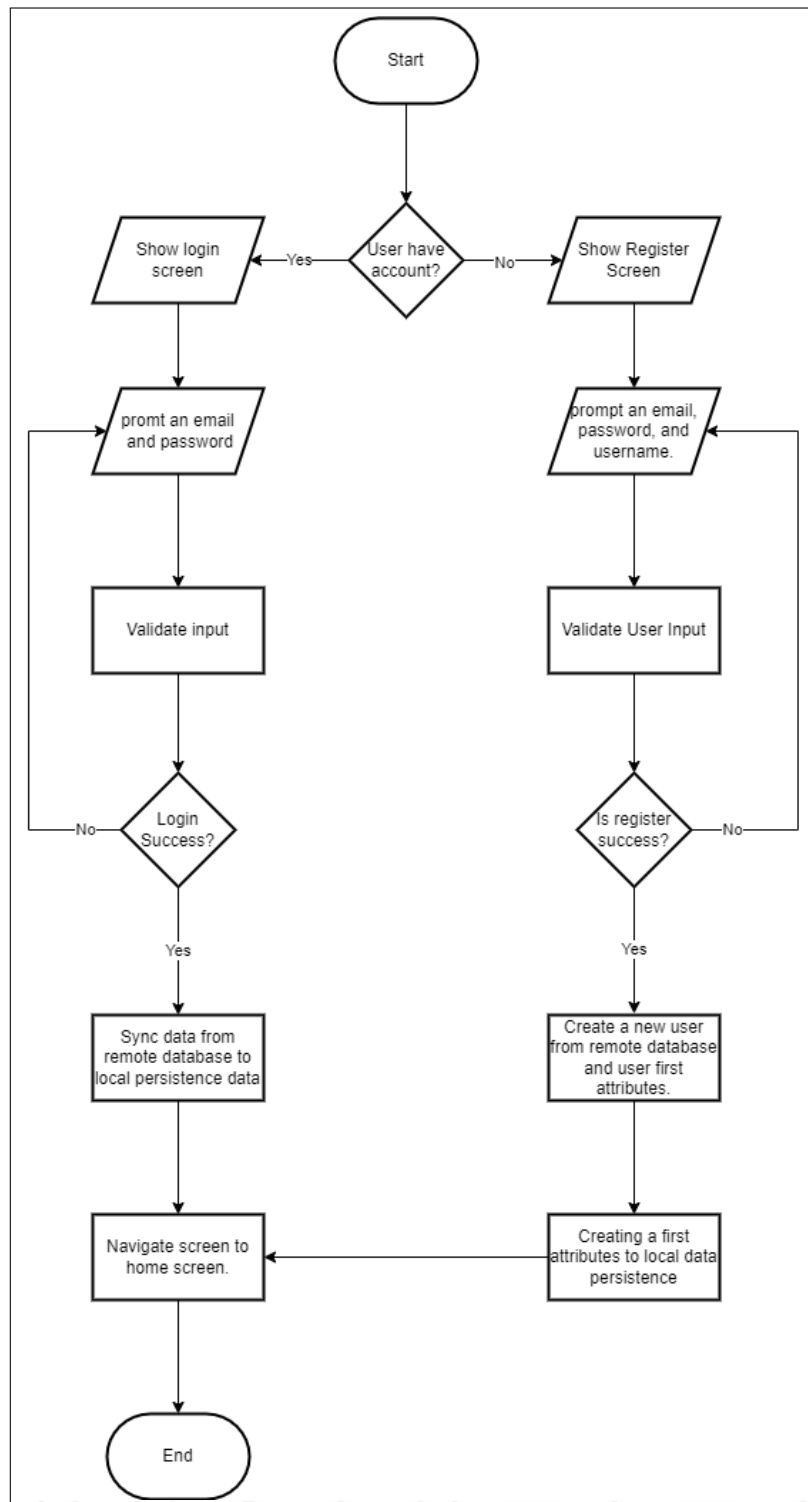 Start
User have
account?
Yes
No
Show login
screen
Show Register
Screen
promt an email
and password
prompt an email,
password, and
username.
Validate input
Validate User Input
Login
Success?
No
Is register
success?
No
Yes
Yes
Sync data from
remote database to
local persistence data
Create a new user
from remote database
and user first
attributes.
Navigate screen to
home screen.
Creating a first
attributes to local data
persistence
End